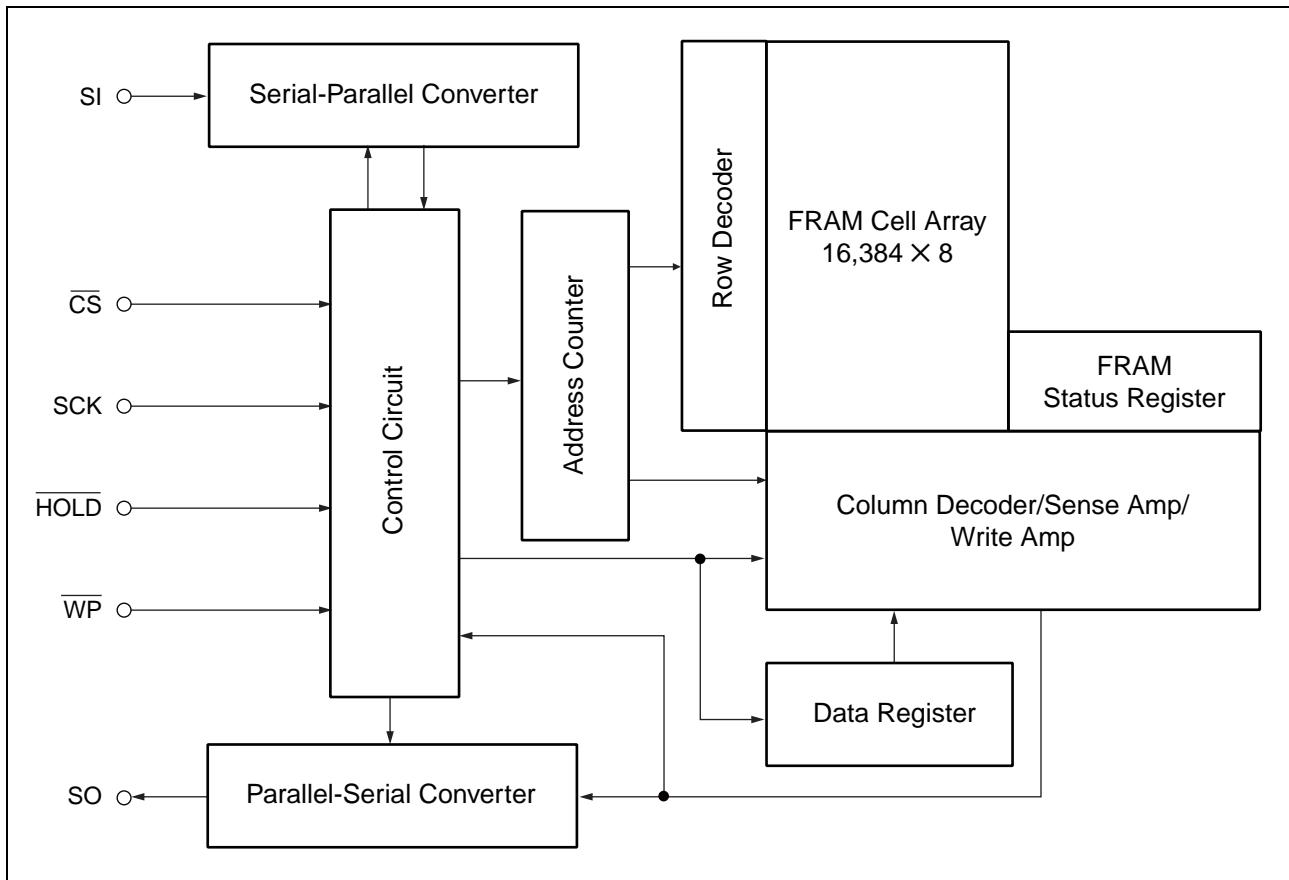 SI
Serial-Parallel Converter
CS
SCK
HOLD
WP
SO
Control Circuit
Address Counter
Row Decoder
FRAM Cell Array
16,384 × 8
FRAM
Status Register
Column Decoder/Sense Amp/
Write Amp
Data Register
Parallel-Serial Converter